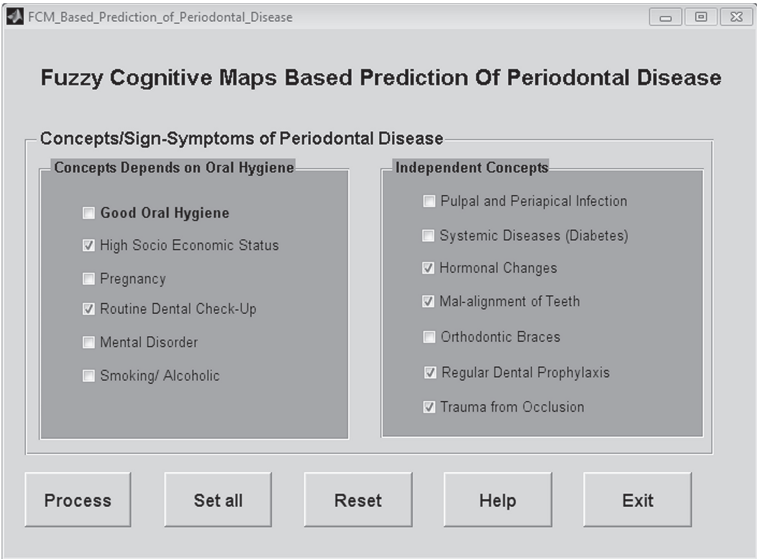 FCM_Based_Prediction_of_Periodontal_Disease
Fuzzy Cognitive Maps Based Prediction Of Periodontal Disease
Concepts/Sign-Symptoms of Periodontal Disease
Concepts Depends on Oral Hygiene
Good Oral Hygiene
High Socio Economic Status
Pregnancy
Routine Dental Check-Up
Mental Disorder
Smoking/ Alcoholic
Independent Concepts
Pulpal and Periapical Infection
Systemic Diseases (Diabetes)
Hormonal Changes
Mal-alignment of Teeth
Orthodontic Braces
Regular Dental Prophylaxis
Trauma from Occlusion
Process
Set all
Reset
Help
Exit